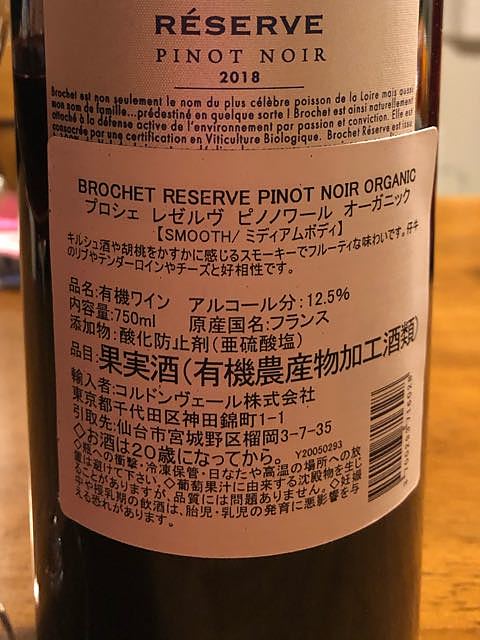 RÉSERVE
PINOT NOIR
2018
Brochet est non seulement le nom du plus célèbre poisson de la Loire mais aussi
mon nom de famille...prédestiné en quelque sorte ! Brochet est ainsi naturellement
attaché à la défense active de l'environnement par passion et conviction. Elle est
consacrée par une certification en Viticulture Biologique. Brochet Réserve est issu
BROCHET RESERVE PINOT NOIR ORGANIC
ブロシェ レゼルヴ ピノノワール オーガニック
【SMOOTH/ ミディアムボディ】
キルシュ酒や胡桃をかすかに感じるスモーキーでフルーティな味わいです。仔牛
のリブやテンダーロインやチーズと好相性です。
品名:有機ワイン アルコール分:12.5%
内容量:750ml 原産国名:フランス
添加物:酸化防止剤(亜硫酸塩)
品目:果実酒(有機農産物加工酒類)
輸入者:コルドンヴェール株式会社
東京都千代田区神田錦町1-1
引取先:仙台市宮城野区榴岡3-7-35
◇お酒は20歳になってから。 Y20050293
◇瓶への衝撃・冷凍保管・日なたや高温の場所への放
置は避けて下さい。◇葡萄果汁に由来する沈殿物を生じ
ることがありますが、品質には問題ありません。◇妊娠
中や授乳期の飲酒は、胎児・乳児の発育に悪影響を与
える恐れがあります。